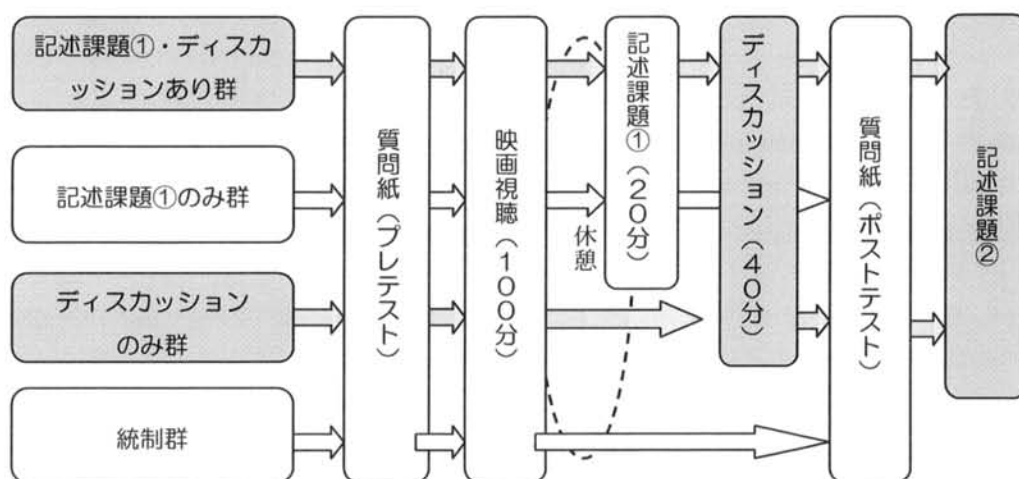 記述課題①・ディスカ
ッションあり群
記述課題①のみ群
ディスカッション
のみ群
統制群
質問紙（プレテスト）
映画視聴（100分）
休憩
記述課題①（20分）
ディスカッション（40分）
質問紙（ポストテスト）
記述課題②